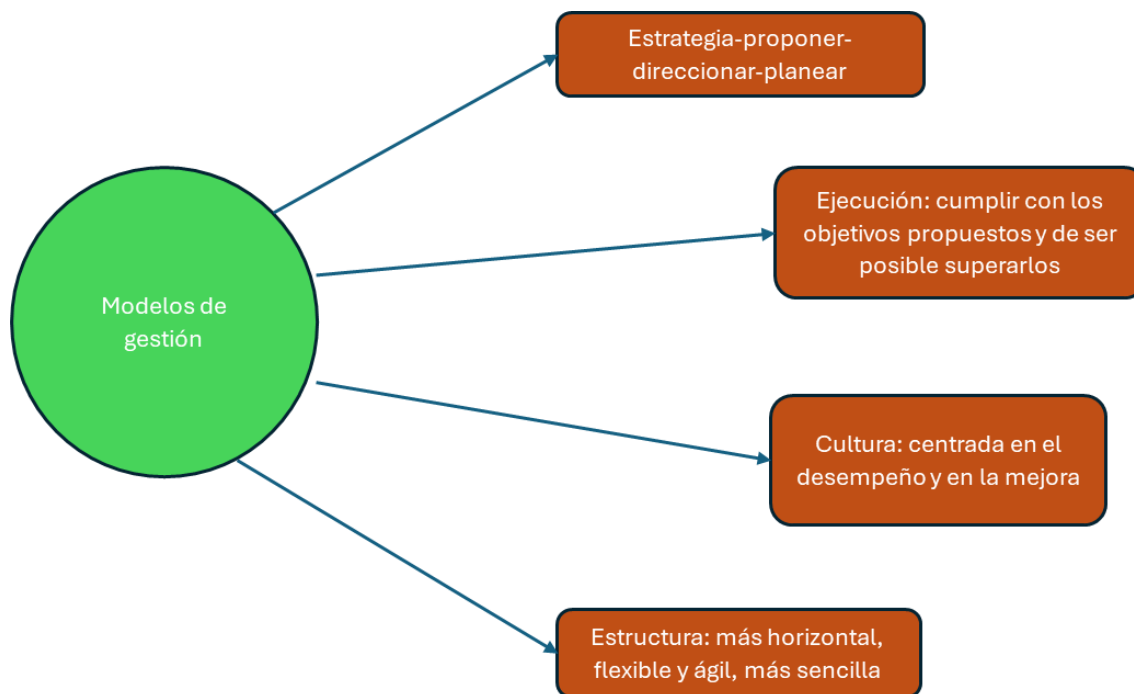 Estrategia-proponer-
direccionar-planear
Ejecución: cumplir con los
objetivos propuestos y de ser
posible superarlos
Modelos de
gestión
Cultura: centrada en el
desempeño y en la mejora
Estructura: más horizontal,
flexible y ágil, más sencilla